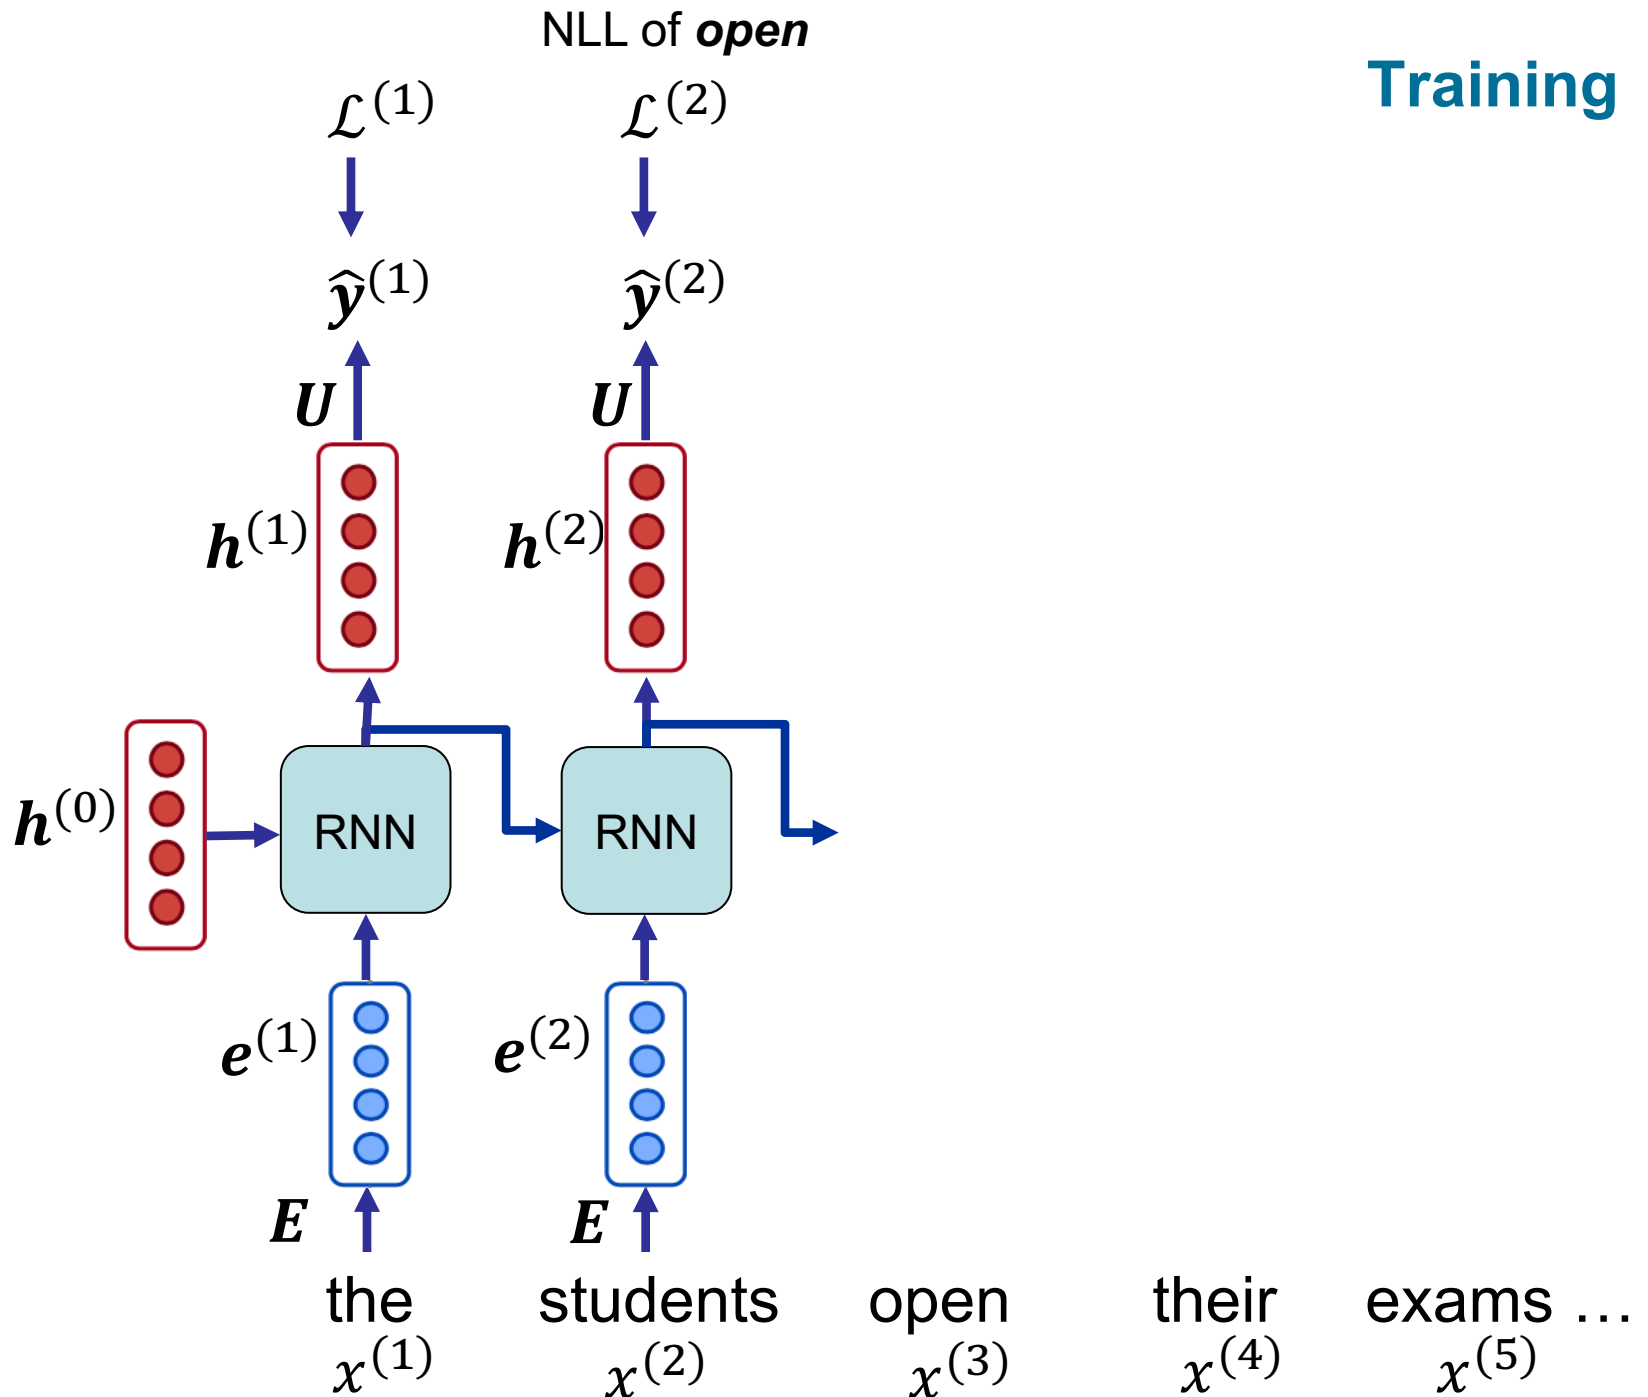 NLL of open
Training
ℒ⁽¹⁾ ℒ⁽²⁾
ŷ⁽¹⁾ ŷ⁽²⁾
U U
h⁽¹⁾ h⁽²⁾
h⁽⁰⁾ RNN RNN
e⁽¹⁾ e⁽²⁾
E E
the students open their exams …
x⁽¹⁾ x⁽²⁾ x⁽³⁾ x⁽⁴⁾ x⁽⁵⁾